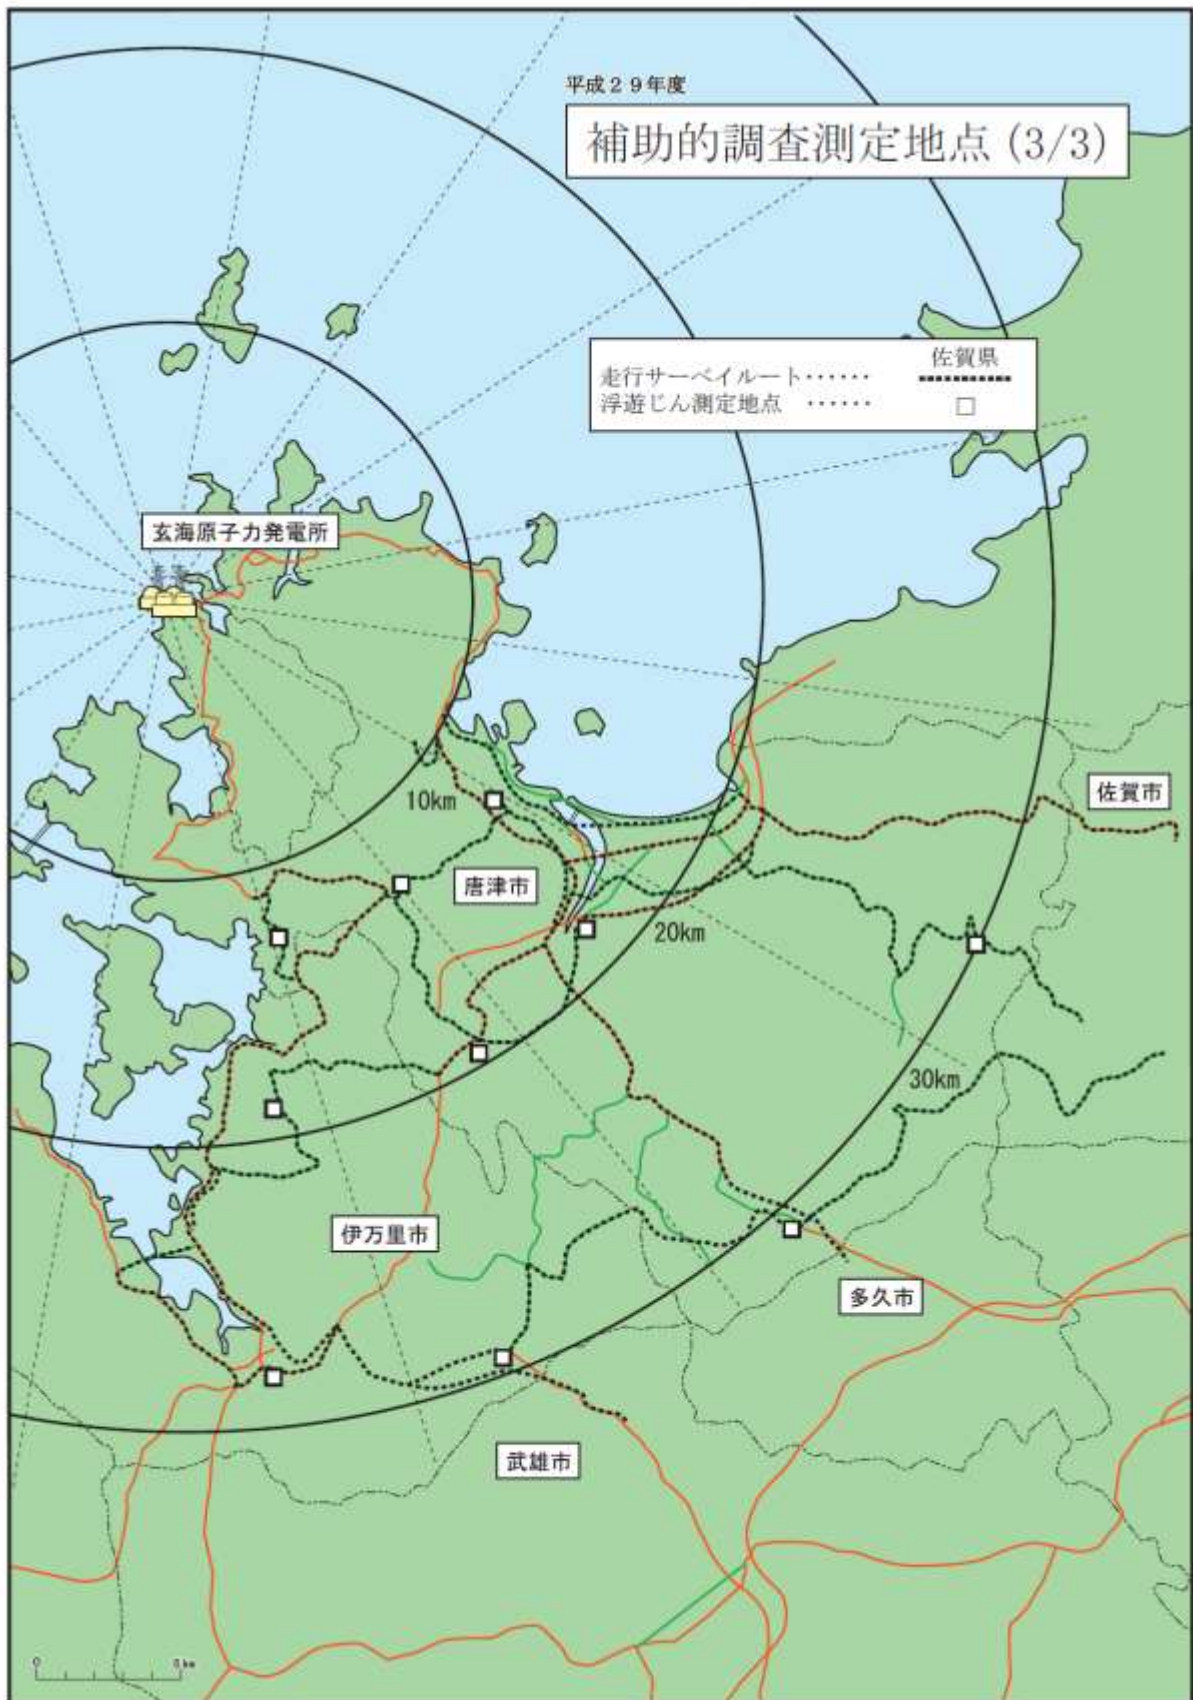 平成２９年度
補助的調査測定地点 (3/3)
佐賀県
走行サーベイルート‥‥‥
浮遊じん測定地点 ‥‥‥ □
玄海原子力発電所
10km
佐賀市
唐津市
20km
30km
伊万里市
多久市
武雄市
0